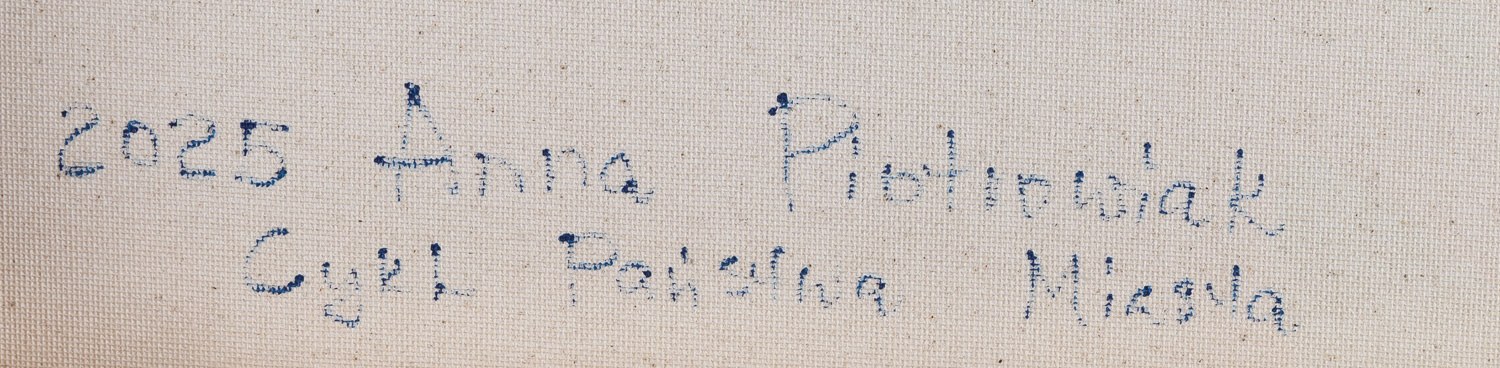 2025 Anna Piotrowiak
Cykl Państwa Miasta